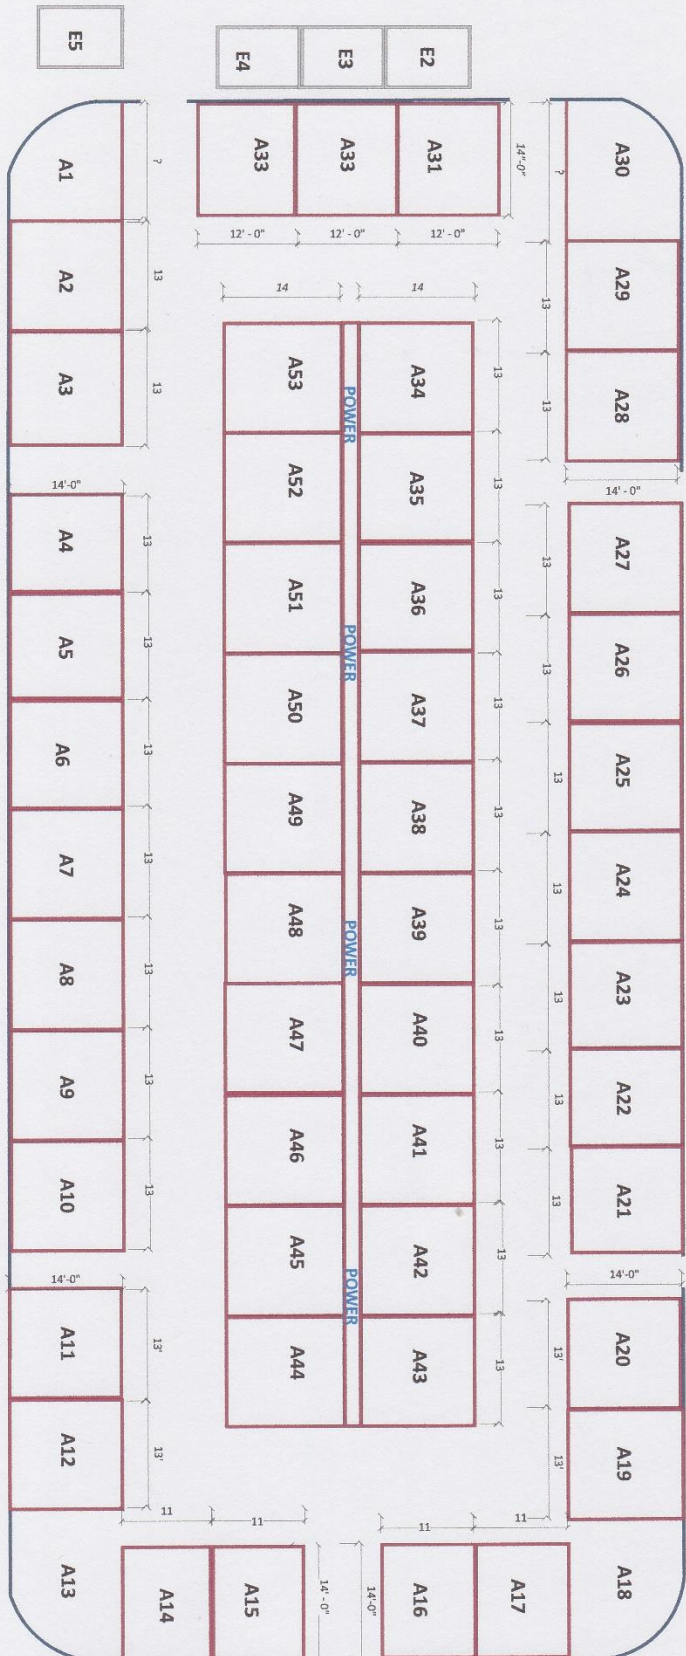 E5
E4
E3
E2
A1
?
A33
A33
A31
14"-0"
?
A30
12' - 0"
12' - 0"
12' - 0"
A2
13
14
14
13
A29
A3
13
A53
POWER
A34
13
13
A28
14'-0"
14' - 0"
A4
13
A52
A35
13
13
A27
A5
13
A51
POWER
A36
13
13
A26
A6
13
A50
A37
13
13
A25
A7
13
A49
A38
13
13
A24
A8
13
A48
POWER
A39
13
13
A23
A9
13
A47
A40
13
13
A22
A10
13
A46
A41
13
13
A21
14'-0"
A45
POWER
A42
13
14'-0"
A11
13'
A44
A43
13
13'
A20
A12
13'
13'
A19
11
11
11
11
A13
A14
A15
14' - 0"
14'-0"
A16
A17
A18